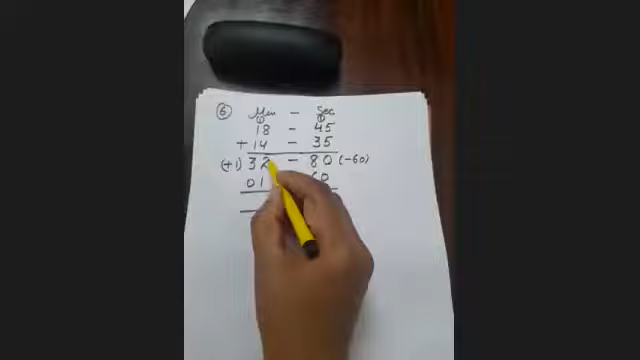 6 Min - Sec
18 - 45
+ 14 - 35
(+1) 32 - 80 (-60)
01 60